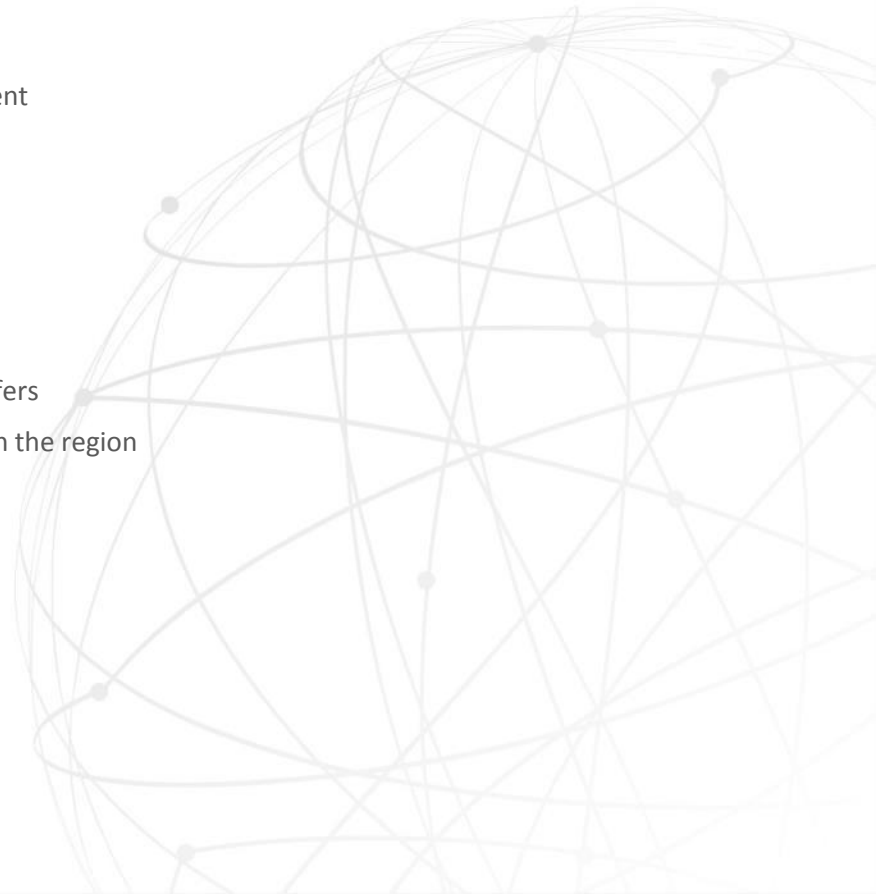 ent
fers
n the region